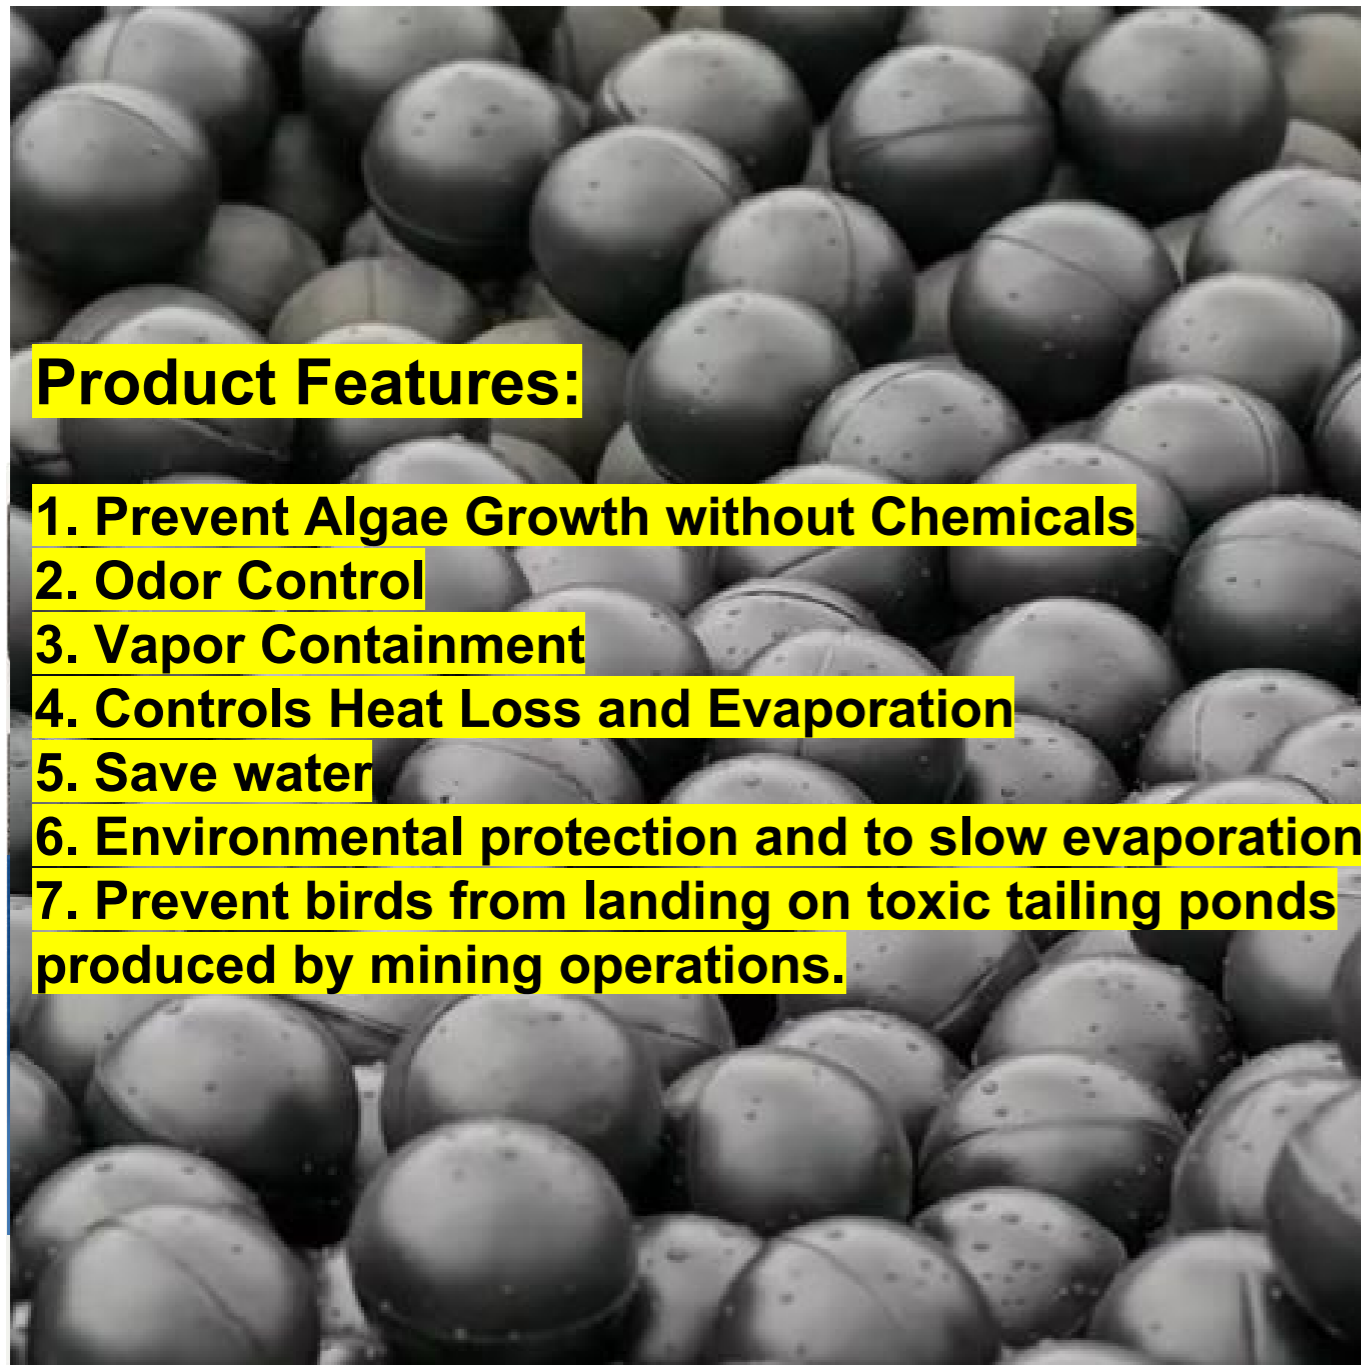 Product Features:
1. Prevent Algae Growth without Chemicals
2. Odor Control
3. Vapor Containment
4. Controls Heat Loss and Evaporation
5. Save water
6. Environmental protection and to slow evaporation
7. Prevent birds from landing on toxic tailing ponds
produced by mining operations.